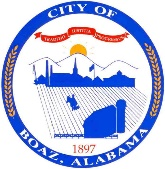 CITY OF
1897
BOAZ, ALABAMA